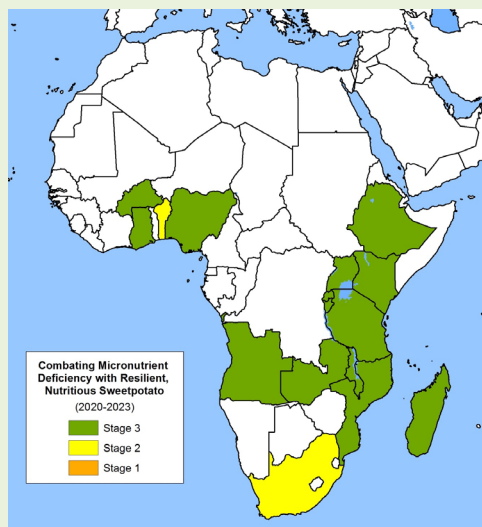 Combating Micronutrient
Deficiency with Resilient,
Nutritious Sweetpotato
(2020-2023)
Stage 3
Stage 2
Stage 1